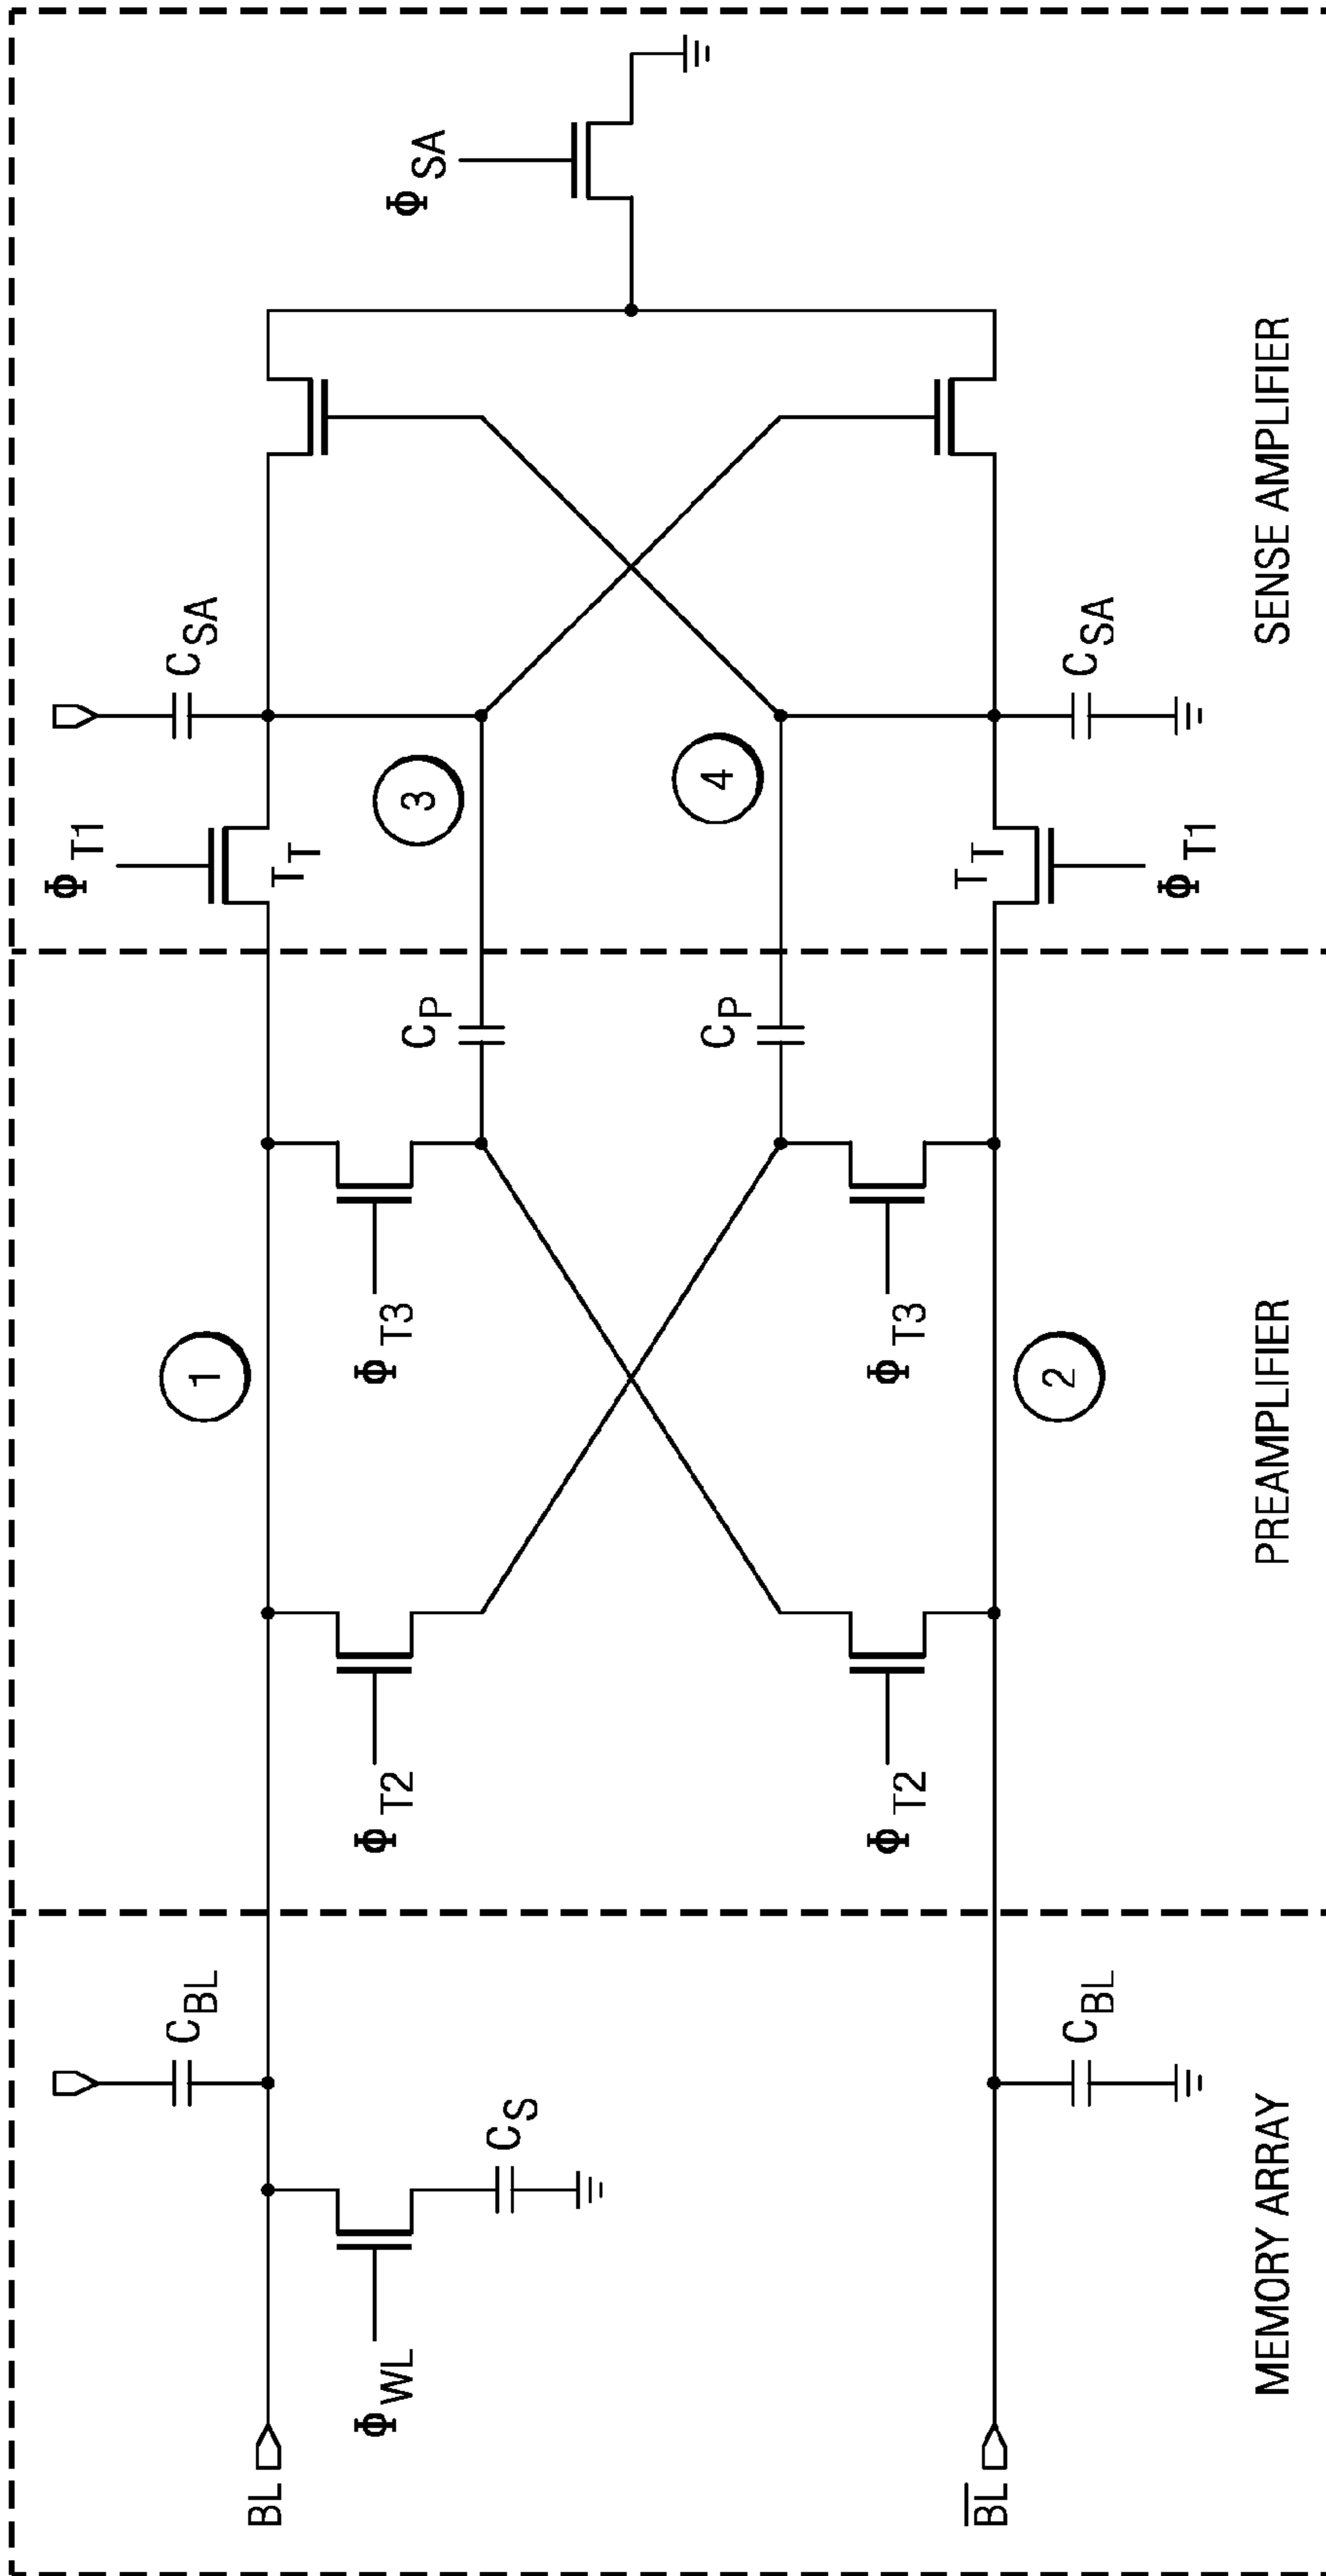 BL
Φ WL
C BL
C S
Φ T2
Φ T3
1
C P
Φ T1
T T
C SA
3
Φ SA
4
C P
Φ T2
Φ T3
2
T T
Φ T1
C SA
C BL
B̅L̅
MEMORY ARRAY
PREAMPLIFIER
SENSE AMPLIFIER